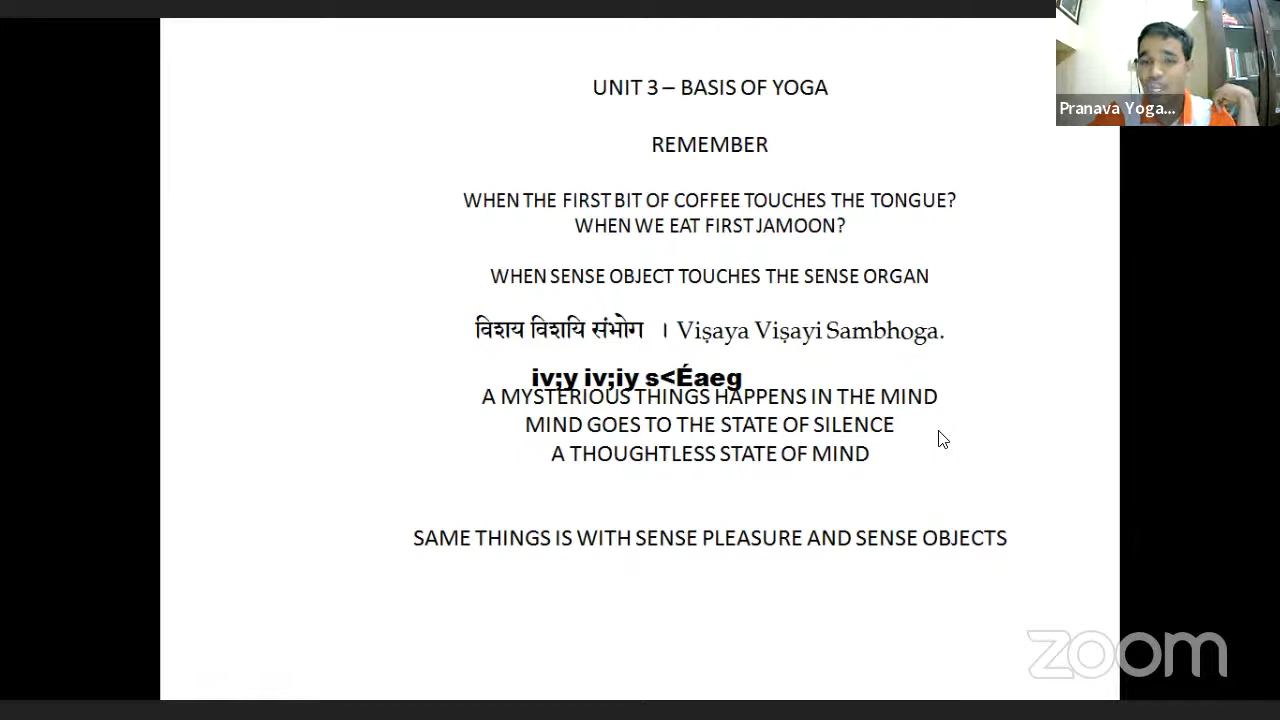 UNIT 3 – BASIS OF YOGA
REMEMBER
WHEN THE FIRST BIT OF COFFEE TOUCHES THE TONGUE?
WHEN WE EAT FIRST JAMOON?
WHEN SENSE OBJECT TOUCHES THE SENSE ORGAN
विशय विशायि संभोग । Viṣaya Viṣayi Sambhoga.
iv;y iv;iy s<Éaeg
A MYSTERIOUS THINGS HAPPENS IN THE MIND
MIND GOES TO THE STATE OF SILENCE
A THOUGHTLESS STATE OF MIND
SAME THINGS IS WITH SENSE PLEASURE AND SENSE OBJECTS
Pranava Yoga...
zoom